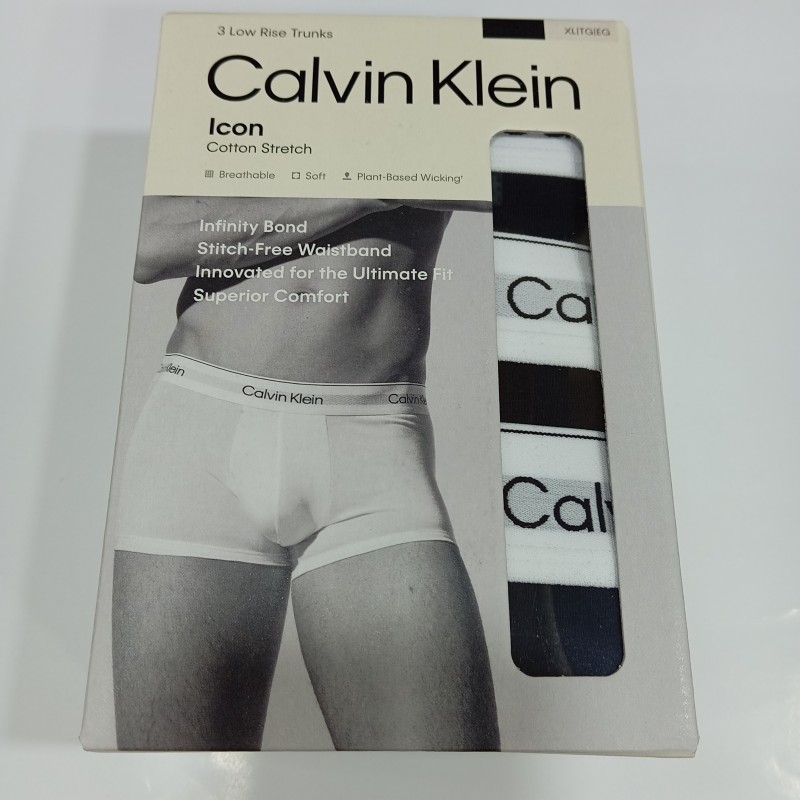 3 Low Rise Trunks
XL|TG|EG
Calvin Klein
Icon
Cotton Stretch
Breathable
Soft
Plant-Based Wicking†
Infinity Bond
Stitch-Free Waistband
Innovated for the Ultimate Fit
Superior Comfort
Klein
Calvin Klein
Calvin K
Ca
Calv